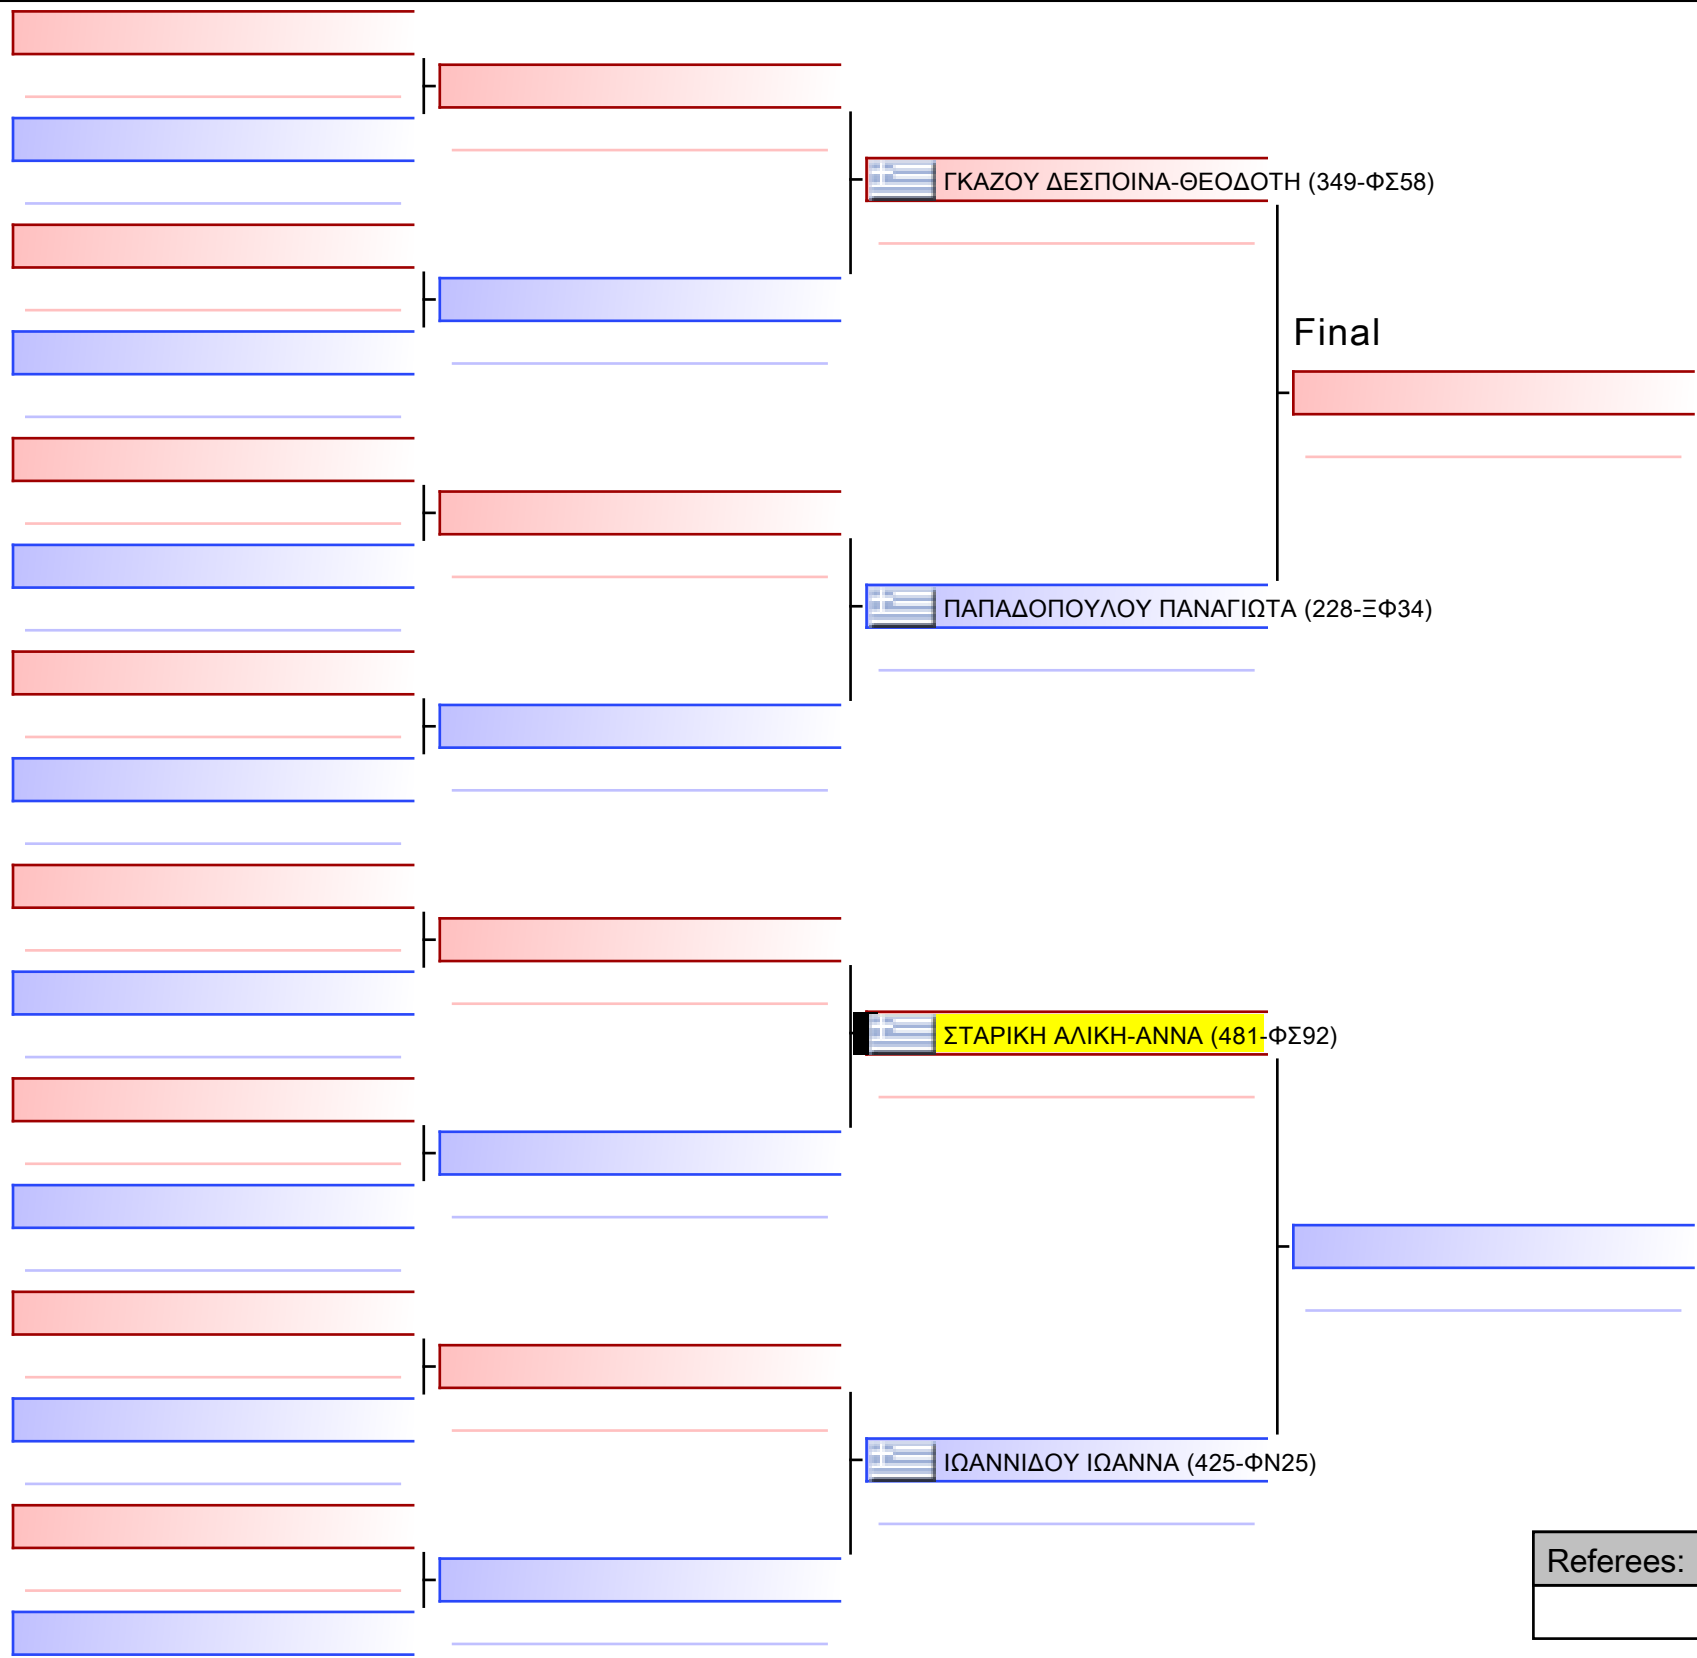 ΓΚΑΖΟΥ ΔΕΣΠΟΙΝΑ-ΘΕΟΔΟΤΗ (349-ΦΣ58)
Final
ΠΑΠΑΔΟΠΟΥΛΟΥ ΠΑΝΑΓΙΩΤΑ (228-ΞΦ34)
ΣΤΑΡΙΚΗ ΑΛΙΚΗ-ΑΝΝΑ (481-ΦΣ92)
ΙΩΑΝΝΙΔΟΥ ΙΩΑΝΝΑ (425-ΦΝ25)
Referees: